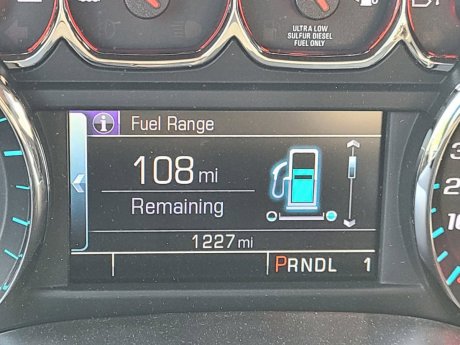 ULTRA LOW
SULFUR DIESEL
FUEL ONLY
i Fuel Range
108 mi
Remaining
1227 mi
PRNDL 1